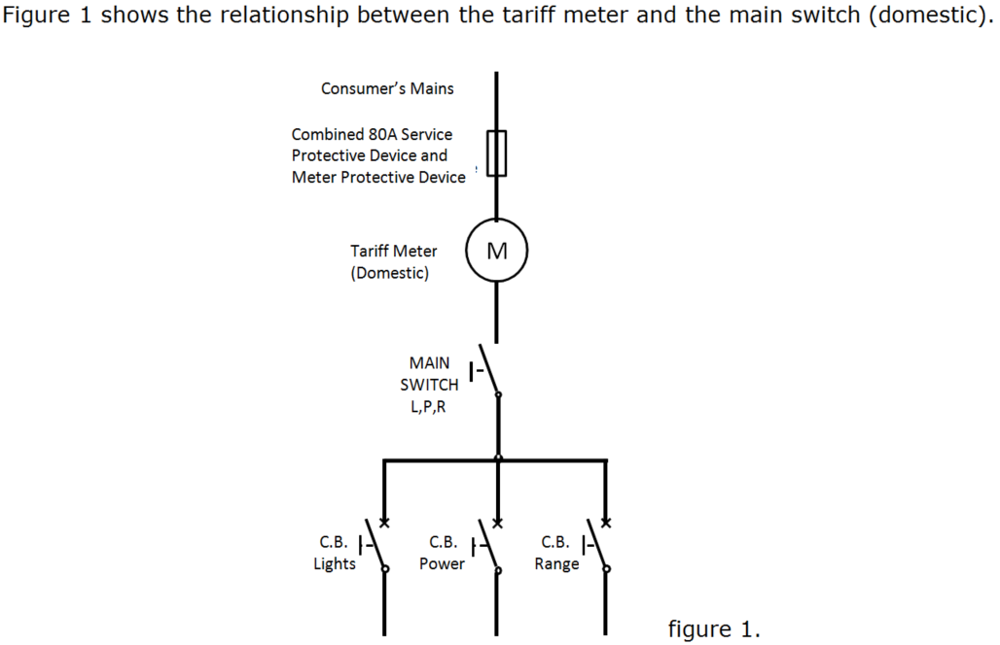 Figure 1 shows the relationship between the tariff meter and the main switch (domestic).
Consumer's Mains
Combined 80A Service
Protective Device and
Meter Protective Device
Tariff Meter
(Domestic)
M
MAIN
SWITCH
L,P,R
C.B.
Lights
C.B.
Power
C.B.
Range
figure 1.